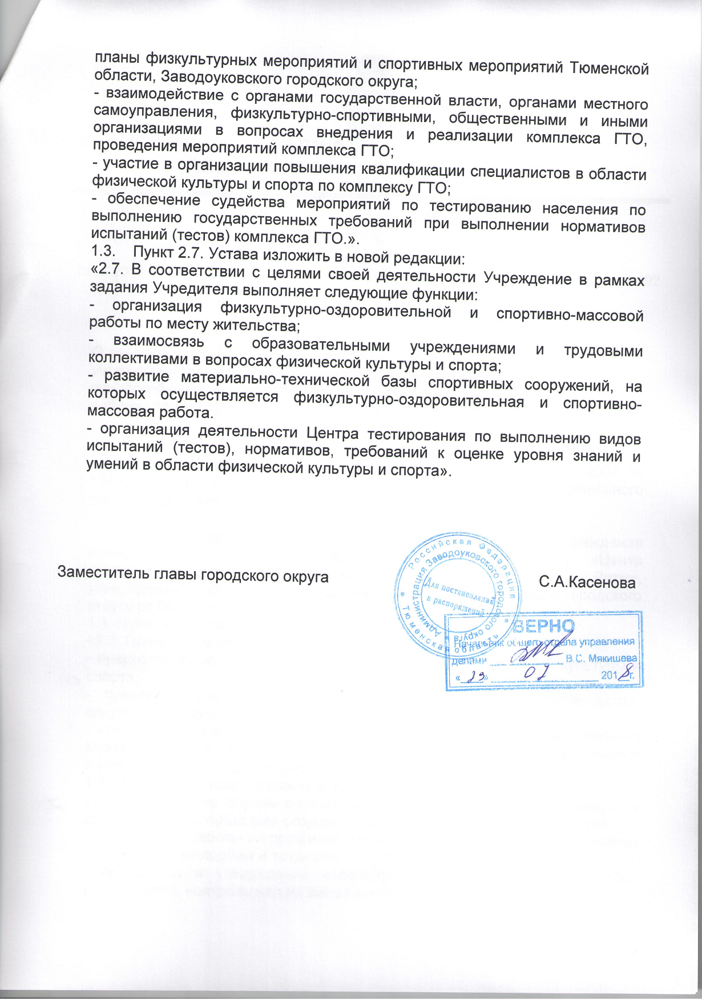 планы физкультурных мероприятий и спортивных мероприятий Тюменской
области, Заводоуковского городского округа;
- взаимодействие с органами государственной власти, органами местного
самоуправления, физкультурно-спортивными, общественными и иными
организациями в вопросах внедрения и реализации комплекса ГТО,
проведения мероприятий комплекса ГТО;
- участие в организации повышения квалификации специалистов в области
физической культуры и спорта по комплексу ГТО;
- обеспечение судейства мероприятий по тестированию населения по
выполнению государственных требований при выполнении нормативов
испытаний (тестов) комплекса ГТО.».
1.3. Пункт 2.7. Устава изложить в новой редакции:
«2.7. В соответствии с целями своей деятельности Учреждение в рамках
задания Учредителя выполняет следующие функции:
- организация физкультурно-оздоровительной и спортивно-массовой
работы по месту жительства;
- взаимосвязь с образовательными учреждениями и трудовыми
коллективами в вопросах физической культуры и спорта;
- развитие материально-технической базы спортивных сооружений, на
которых осуществляется физкультурно-оздоровительная и спортивно-
массовая работа.
- организация деятельности Центра тестирования по выполнению видов
испытаний (тестов), нормативов, требований к оценке уровня знаний и
умений в области физической культуры и спорта».
Заместитель главы городского округа
С.А.Касенова
Российская Федерация * Тюменская область *
Администрация Заводоуковского городского округа
Для постановлений
и распоряжений
ВЕРНО
Начальник общего отдела управления
делами В.С. Мякишева
«23» 07 2018г.